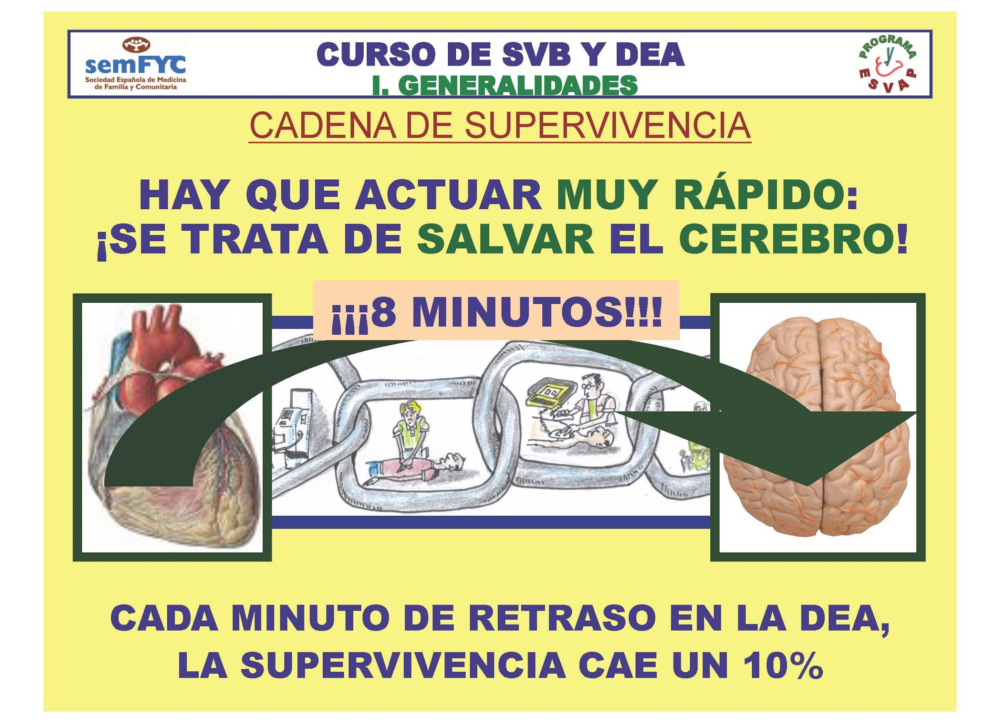 semFYC
Sociedad Española de Medicina
de Familia y Comunitaria
CURSO DE SVB Y DEA
I. GENERALIDADES
PROGRAMA
ESVAP
CADENA DE SUPERVIVENCIA
HAY QUE ACTUAR MUY RÁPIDO:
¡SE TRATA DE SALVAR EL CEREBRO!
¡¡¡8 MINUTOS!!!
CADA MINUTO DE RETRASO EN LA DEA,
LA SUPERVIVENCIA CAE UN 10%